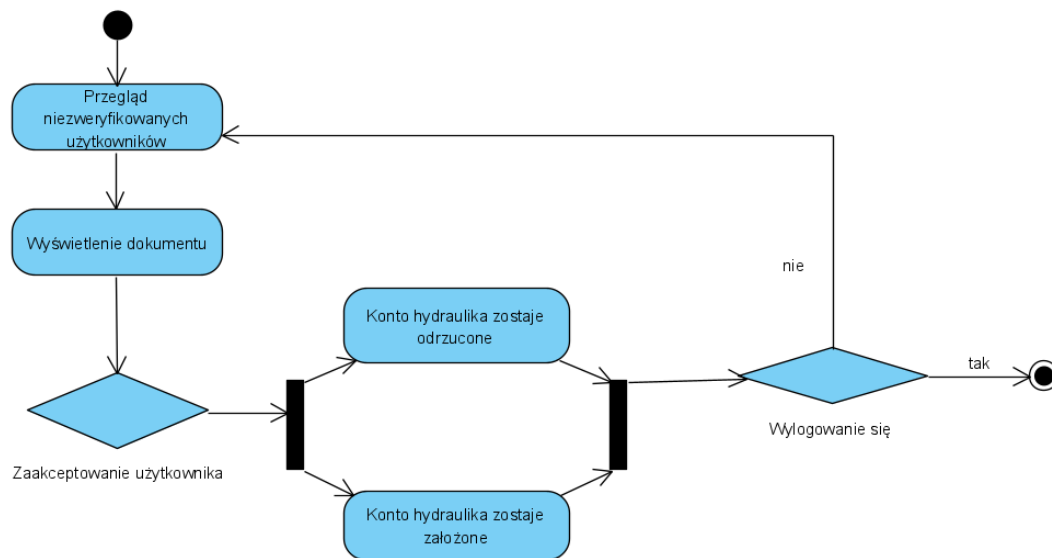 Przegląd
niezweryfikowanych
użytkowników
Wyświetlenie dokumentu
nie
Konto hydraulika zostaje
odrzucone
tak
Wylogowanie się
Zaakceptowanie użytkownika
Konto hydraulika zostaje
założone